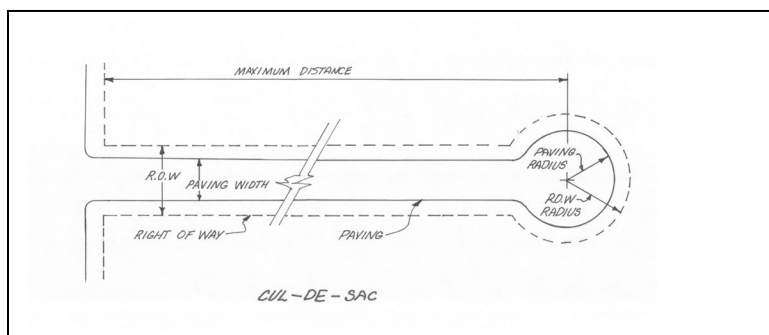 MAXIMUM DISTANCE
R.O.W
PAVING WIDTH
PAVING
RADIUS
R.O.W
RADIUS
RIGHT OF WAY
PAVING
CUL-DE-SAC